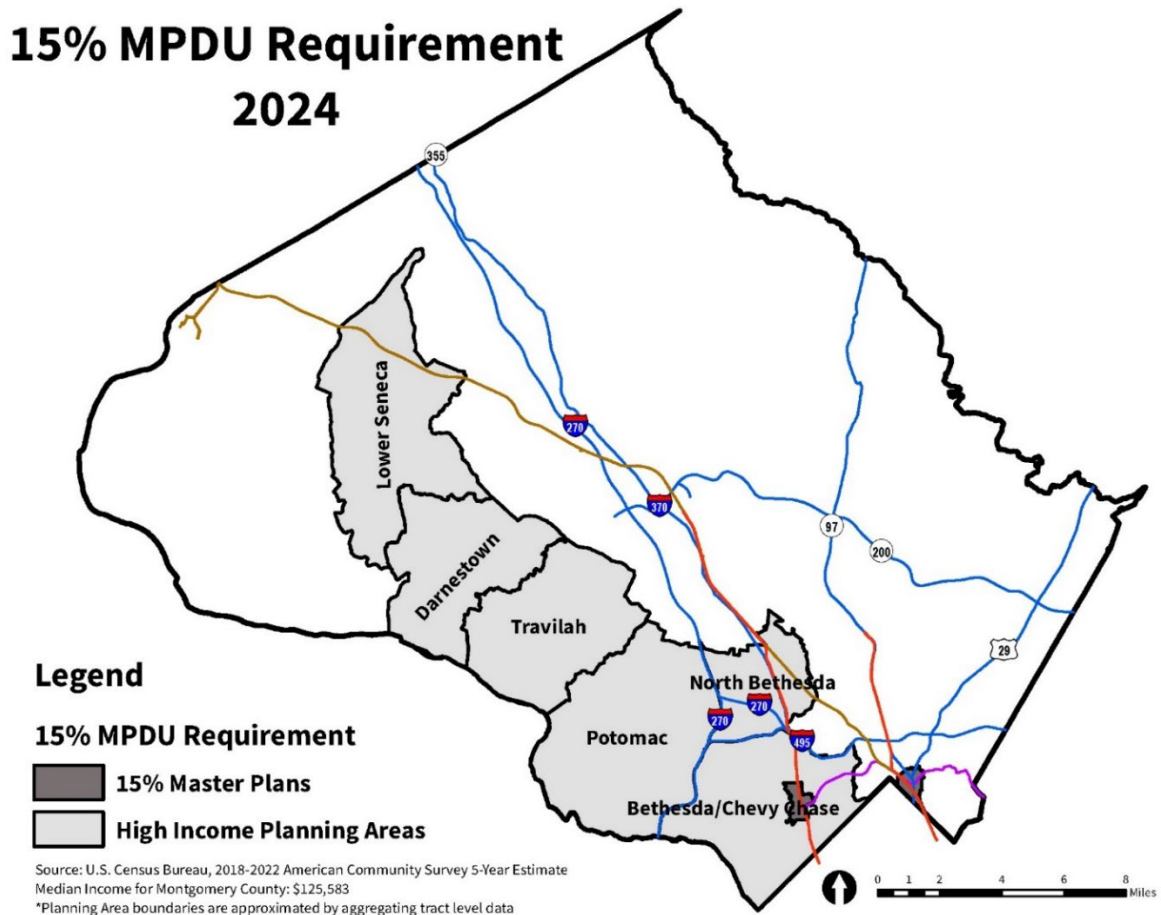 15% MPDU Requirement
2024
355
Lower Seneca
270
370
97
200
Darnestown
Travilah
29
North Bethesda
270
270
Potomac
495
Bethesda/Chevy Chase
Legend
15% MPDU Requirement
15% Master Plans
High Income Planning Areas
Source: U.S. Census Bureau, 2018-2022 American Community Survey 5-Year Estimate
Median Income for Montgomery County: $125,583
*Planning Area boundaries are approximated by aggregating tract level data
0 1 2 4 6 8
Miles